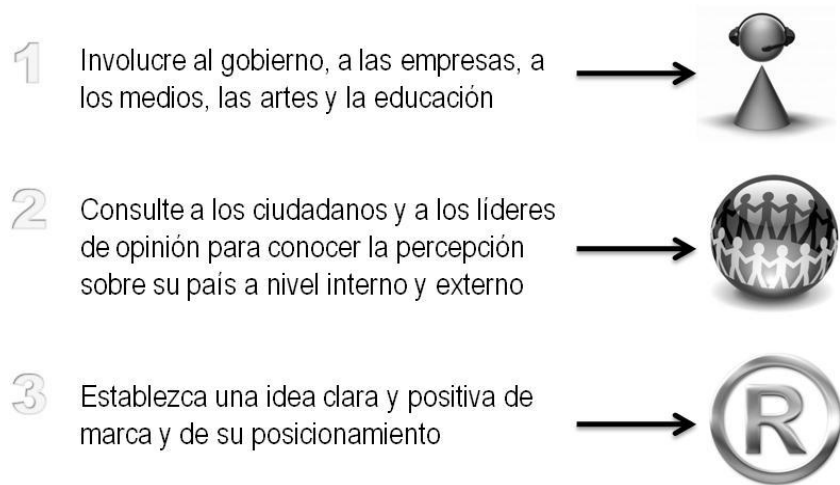 1 Involucre al gobierno, a las empresas, a
los medios, las artes y la educación
2 Consulte a los ciudadanos y a los líderes
de opinión para conocer la percepción
sobre su país a nivel interno y externo
3 Establezca una idea clara y positiva de
marca y de su posicionamiento
R